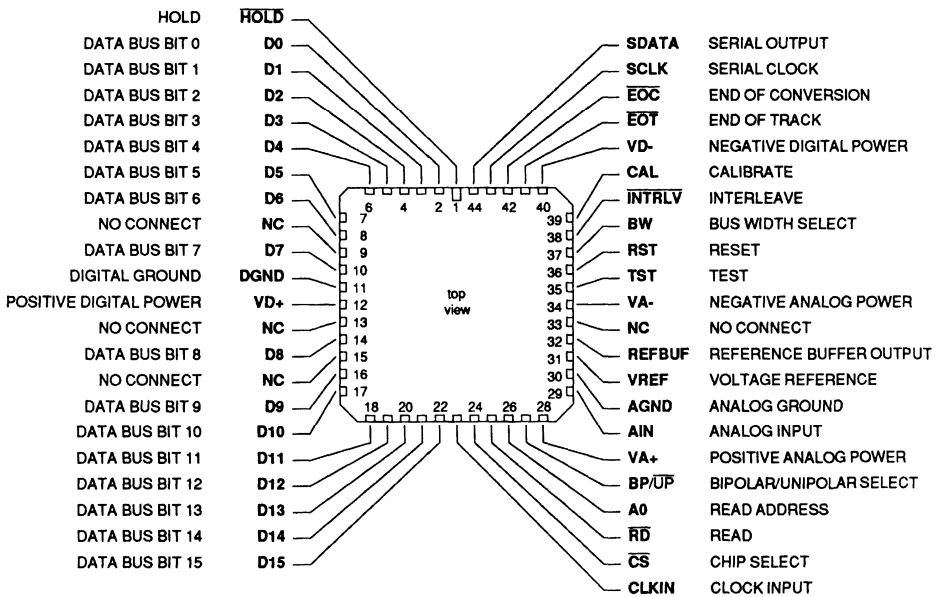 HOLD HOLD
DATA BUS BIT 0 D0
DATA BUS BIT 1 D1
DATA BUS BIT 2 D2
DATA BUS BIT 3 D3
DATA BUS BIT 4 D4
DATA BUS BIT 5 D5
DATA BUS BIT 6 D6
NO CONNECT NC
DATA BUS BIT 7 D7
DIGITAL GROUND DGND
POSITIVE DIGITAL POWER VD+
NO CONNECT NC
DATA BUS BIT 8 D8
NO CONNECT NC
DATA BUS BIT 9 D9
DATA BUS BIT 10 D10
DATA BUS BIT 11 D11
DATA BUS BIT 12 D12
DATA BUS BIT 13 D13
DATA BUS BIT 14 D14
DATA BUS BIT 15 D15
6 4 2 1 44 42 40
7
8
9
10
11
12
13
14
15
16
17
top
view
39
38
37
36
35
34
33
32
31
30
29
18 20 22 24 26 28
SDATA SERIAL OUTPUT
SCLK SERIAL CLOCK
EOC END OF CONVERSION
EOT END OF TRACK
VD- NEGATIVE DIGITAL POWER
CAL CALIBRATE
INTRLV INTERLEAVE
BW BUS WIDTH SELECT
RST RESET
TST TEST
VA- NEGATIVE ANALOG POWER
NC NO CONNECT
REFBUF REFERENCE BUFFER OUTPUT
VREF VOLTAGE REFERENCE
AGND ANALOG GROUND
AIN ANALOG INPUT
VA+ POSITIVE ANALOG POWER
BP/UP BIPOLAR/UNIPOLAR SELECT
A0 READ ADDRESS
RD READ
CS CHIP SELECT
CLKIN CLOCK INPUT